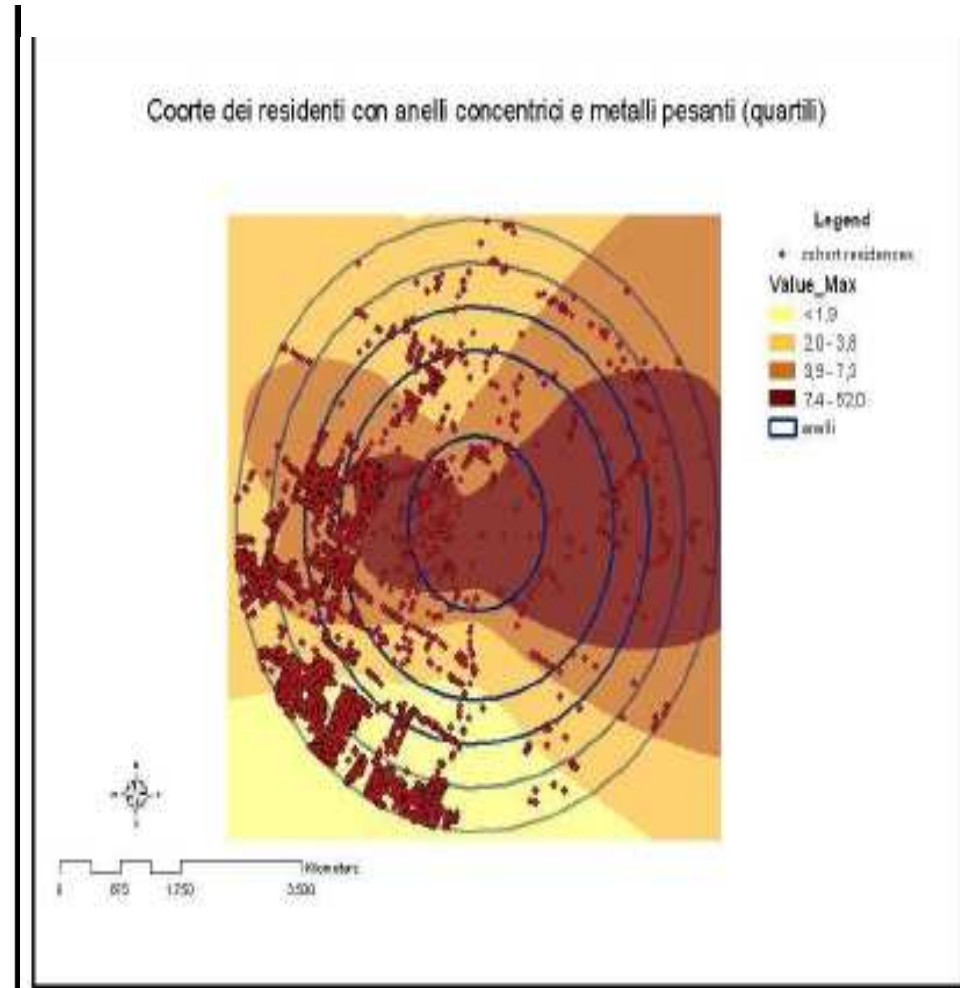 Coorte dei residenti con anelli concentrici e metalli pesanti (quartili)
Legend
cohort residences
Value_Max
< 1,9
2,0 - 3,8
3,9 - 7,3
7,4 - 52,0
anelli
Kilometers
0 875 1.750 3.500